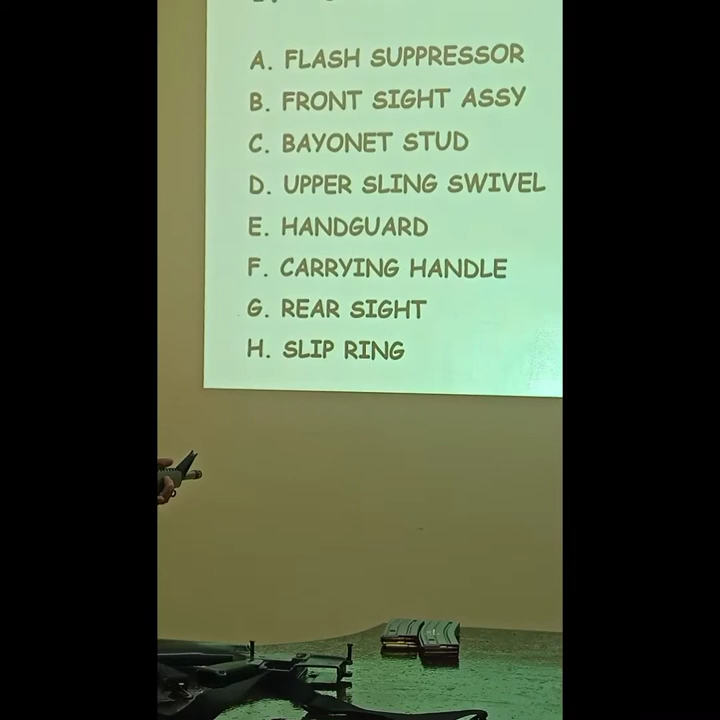 A. FLASH SUPPRESSOR
B. FRONT SIGHT ASSY
C. BAYONET STUD
D. UPPER SLING SWIVEL
E. HANDGUARD
F. CARRYING HANDLE
G. REAR SIGHT
H. SLIP RING